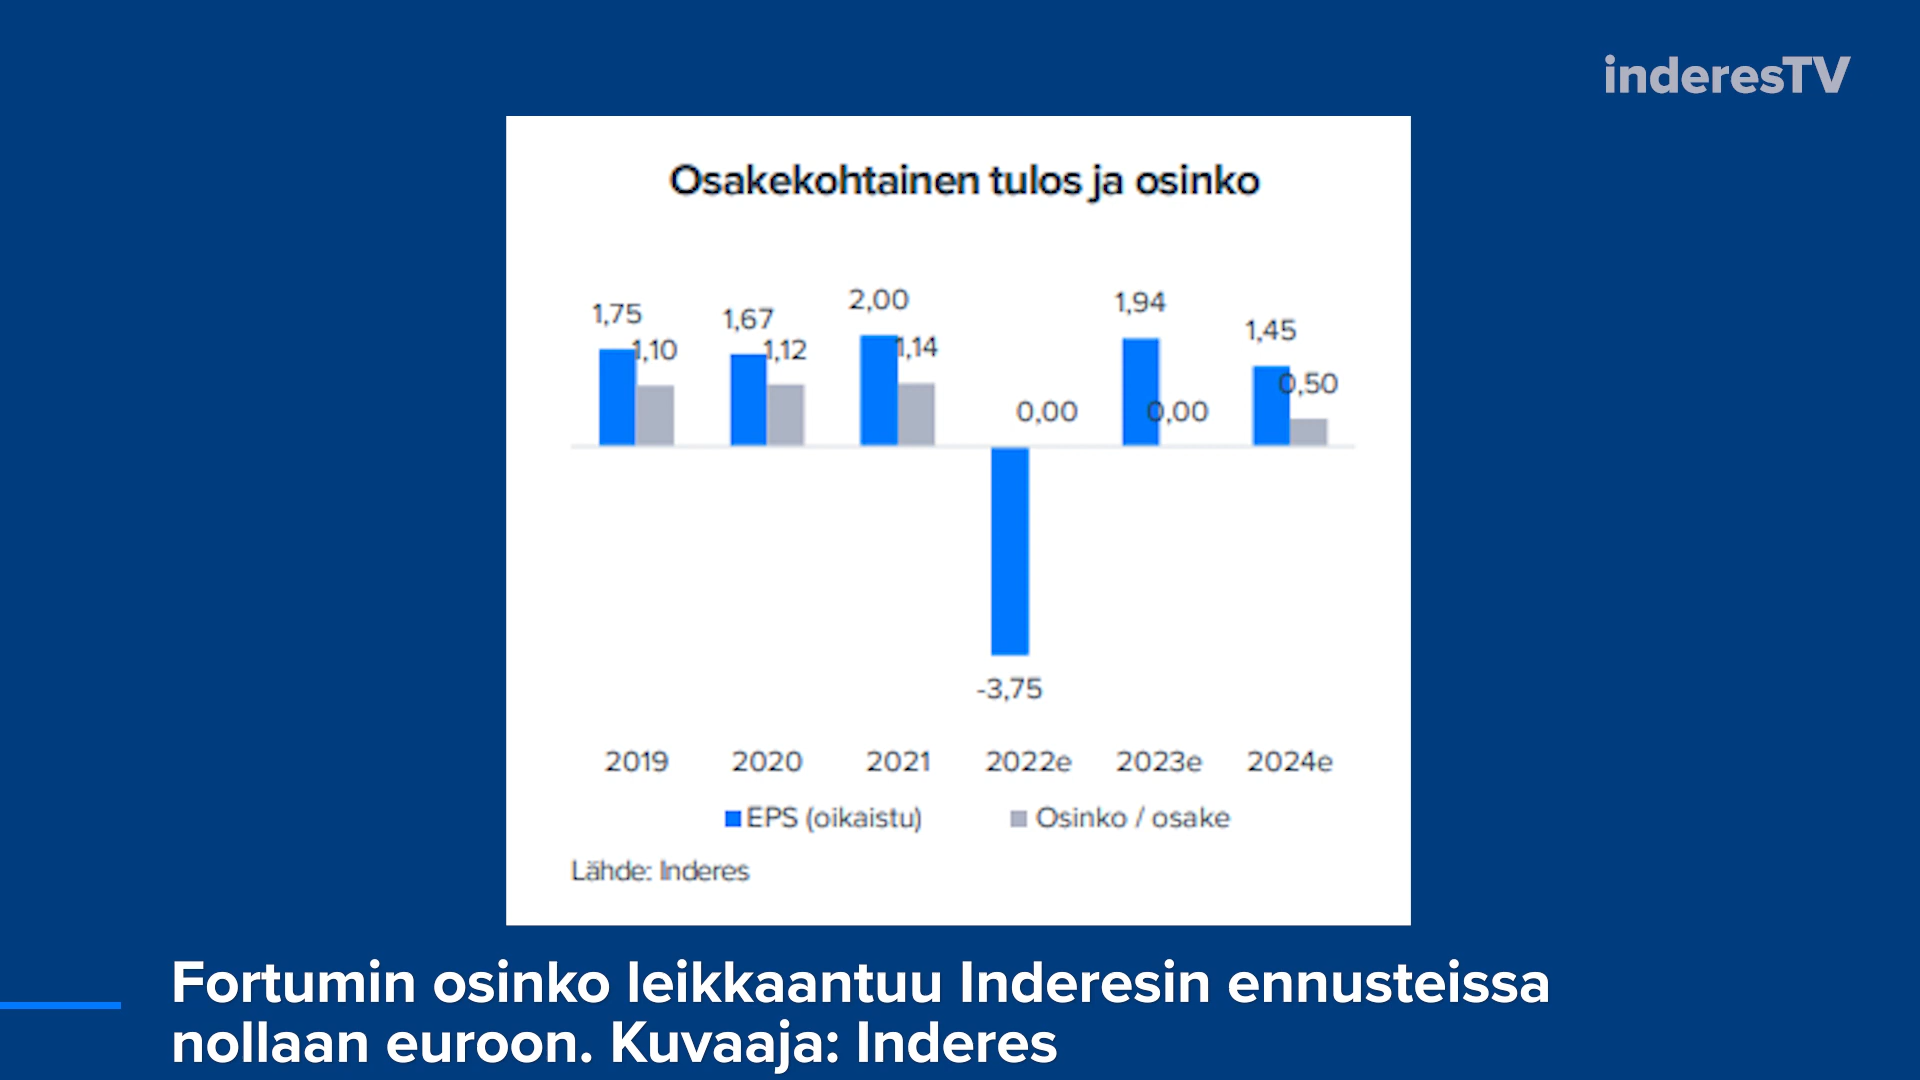 inderesTV
Osakekohtainen tulos ja osinko
1,75
1,10
1,67
1,12
2,00
1,14
-3,75
0,00
1,94
0,00
1,45
0,50
2019 2020 2021 2022e 2023e 2024e
EPS (oikaistu) Osinko / osake
Lähde: Inderes
Fortumin osinko leikkaantuu Inderesin ennusteissa
nollaan euroon. Kuvaaja: Inderes